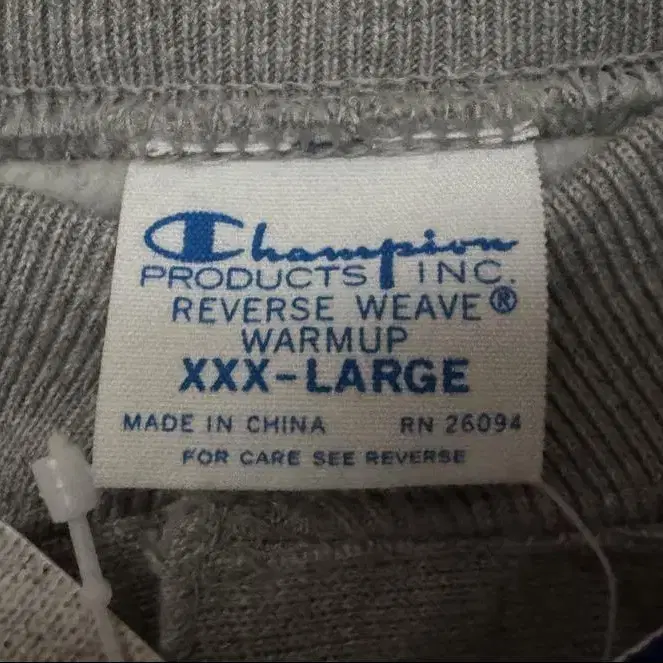 Champion
PRODUCTS INC.
REVERSE WEAVE®
WARMUP
XXX-LARGE
MADE IN CHINA RN 26094
FOR CARE SEE REVERSE